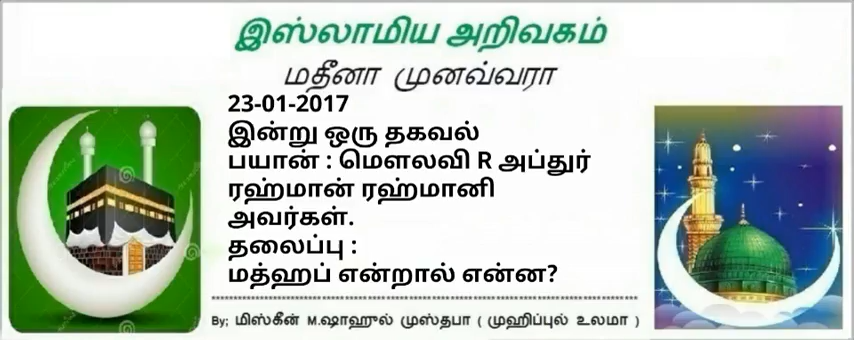 இஸ்லாமிய அறிவகம்
மதீனா முனவ்வரா
23-01-2017
இன்று ஒரு தகவல்
பயான் : மௌலவி R அப்துர்
ரஹ்மான் ரஹ்மானி
அவர்கள்.
தலைப்பு :
மத்ஹப் என்றால் என்ன?
By; மிஸ்கீன் M.ஷாஹுல் முஸ்தபா ( முஹிப்புல் உலமா )